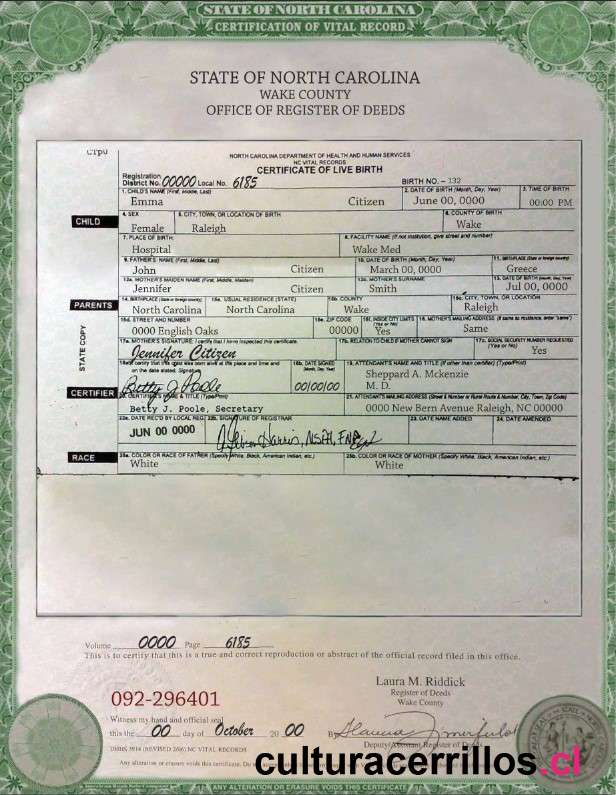 STATE OF NORTH CAROLINA
CERTIFICATION OF VITAL RECORD
STATE OF NORTH CAROLINA
WAKE COUNTY
OFFICE OF REGISTER OF DEEDS
NORTH CAROLINA DEPARTMENT OF HEALTH AND HUMAN SERVICES
NC VITAL RECORDS
CERTIFICATE OF LIVE BIRTH
Registration District No. 00000 Local No. 6185 BIRTH NO. - 132
1. CHILD'S NAME (First, Middle, Last) 2. DATE OF BIRTH (Month, Day, Year) 3. TIME OF BIRTH
Emma Citizen June 00, 0000 00:00 PM
CHILD
4. SEX 5. CITY, TOWN, OR LOCATION OF BIRTH 6. COUNTY OF BIRTH
Female Raleigh Wake
7. PLACE OF BIRTH: 8. FACILITY NAME (If not institution, give street and number)
Hospital Wake Med
9. FATHER'S NAME (First, Middle, Last) 10. DATE OF BIRTH (Month, Day, Year) 11. BIRTHPLACE (State or foreign country)
John Citizen March 00, 0000 Greece
12a. MOTHER'S MAIDEN NAME (First, Middle, Maiden) MOTHER'S SURNAME 13. DATE OF BIRTH (Month, Day, Year)
Jennifer Citizen Smith Jul 00, 0000
PARENTS
14. BIRTHPLACE (State or foreign country) 15a. USUAL RESIDENCE (STATE) 15b. COUNTY 15c. CITY, TOWN, OR LOCATION
North Carolina North Carolina Wake Raleigh
15d. STREET AND NUMBER 15e. ZIP CODE 15f. INSIDE CITY LIMITS (Yes or No) 16. MOTHER'S MAILING ADDRESS (If same as residence, enter 'same')
0000 English Oaks 00000 Yes Same
STATE COPY
17a. MOTHER'S SIGNATURE: I certify that I have inspected this certificate. 17b. RELATION TO CHILD IF MOTHER CANNOT SIGN 17c. SOCIAL SECURITY NUMBER REQUESTED (Yes or No)
Jennifer Citizen Yes
I certify that this child was born alive at the place and time and on the date stated. Signature 18b. DATE SIGNED (Month, Day, Year) 19. ATTENDANT'S NAME AND TITLE (If other than certifier) (Type/Print)
Betty J Poole 00/00/00 Sheppard A. Mckenzie
M. D.
CERTIFIER
CERTIFIER'S NAME & TITLE (Type/Print) 21. ATTENDANTS MAILING ADDRESS (Street & Number or Rural Route & Number, City, Town, Zip Code)
Betty J. Poole, Secretary 0000 New Bern Avenue Raleigh, NC 00000
22a. DATE REC'D BY LOCAL REG. 22b. SIGNATURE OF REGISTRAR 23. DATE NAME ADDED 24. DATE AMENDED
JUN 00 0000
RACE
25a. COLOR OR RACE OF FATHER (Specify White, Black, American Indian, etc.) 25b. COLOR OR RACE OF MOTHER (Specify White, Black, American Indian, etc.)
White White
Volume 0000 Page 6185
This is to certify that this is a true and correct reproduction or abstract of the official record filed in this office.
Laura M. Riddick
Register of Deeds
Wake County
092-296401
Witness my hand and official seal
this the 00 day of October 20 00 By
Deputy/Assistant Register of Deeds
NC VITAL RECORDS
Any alteration or erasure voids this certificate.
culturacerrillos.cl
ANY ALTERATION OR ERASURE VOIDS THIS CERTIFICATE